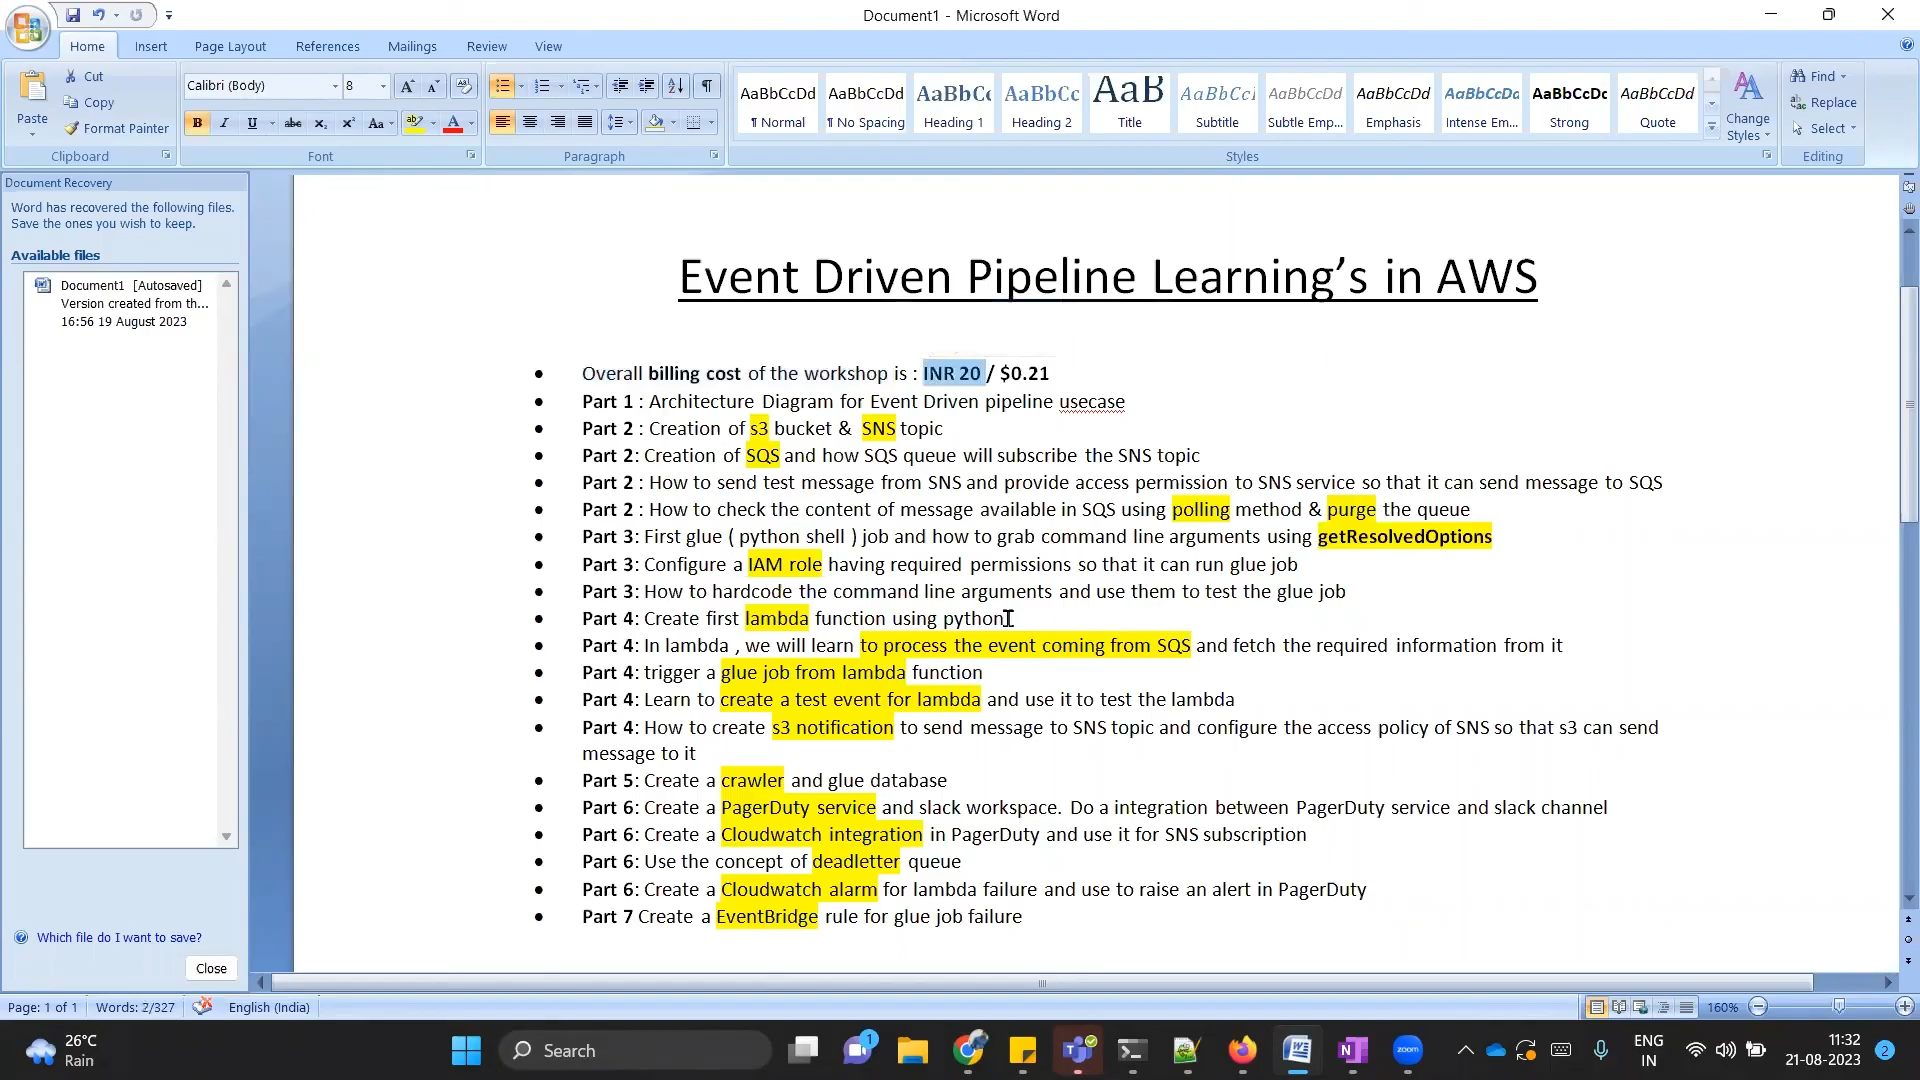 Document1 - Microsoft Word
Home Insert Page Layout References Mailings Review View
Cut
Copy
Format Painter
Paste
Clipboard
Calibri (Body) 8
Font
Paragraph
AaBbCcDd AaBbCcDd AaBbCc AaBbCc AaB AaBbCcl AaBbCcDd AaBbCcDd AaBbCcDd AaBbCcDc AaBbCcDd
¶ Normal ¶ No Spacing Heading 1 Heading 2 Title Subtitle Subtle Emp... Emphasis Intense Em... Strong Quote
Change Styles
Styles
Find
Replace
Select
Editing
Document Recovery
Word has recovered the following files.
Save the ones you wish to keep.
Available files
Document1 [Autosaved]
Version created from th...
16:56 19 August 2023
Which file do I want to save?
Close
Event Driven Pipeline Learning’s in AWS
• Overall billing cost of the workshop is : INR 20 / $0.21
• Part 1 : Architecture Diagram for Event Driven pipeline usecase
• Part 2 : Creation of s3 bucket & SNS topic
• Part 2: Creation of SQS and how SQS queue will subscribe the SNS topic
• Part 2 : How to send test message from SNS and provide access permission to SNS service so that it can send message to SQS
• Part 2 : How to check the content of message available in SQS using polling method & purge the queue
• Part 3: First glue ( python shell ) job and how to grab command line arguments using getResolvedOptions
• Part 3: Configure a IAM role having required permissions so that it can run glue job
• Part 3: How to hardcode the command line arguments and use them to test the glue job
• Part 4: Create first lambda function using python
• Part 4: In lambda , we will learn to process the event coming from SQS and fetch the required information from it
• Part 4: trigger a glue job from lambda function
• Part 4: Learn to create a test event for lambda and use it to test the lambda
• Part 4: How to create s3 notification to send message to SNS topic and configure the access policy of SNS so that s3 can send
message to it
• Part 5: Create a crawler and glue database
• Part 6: Create a PagerDuty service and slack workspace. Do a integration between PagerDuty service and slack channel
• Part 6: Create a Cloudwatch integration in PagerDuty and use it for SNS subscription
• Part 6: Use the concept of deadletter queue
• Part 6: Create a Cloudwatch alarm for lambda failure and use to raise an alert in PagerDuty
• Part 7 Create a EventBridge rule for glue job failure
Page: 1 of 1 Words: 2/327 English (India) 160%
26°C
Rain
Search
1
zoom
ENG
IN
11:32
21-08-2023
2